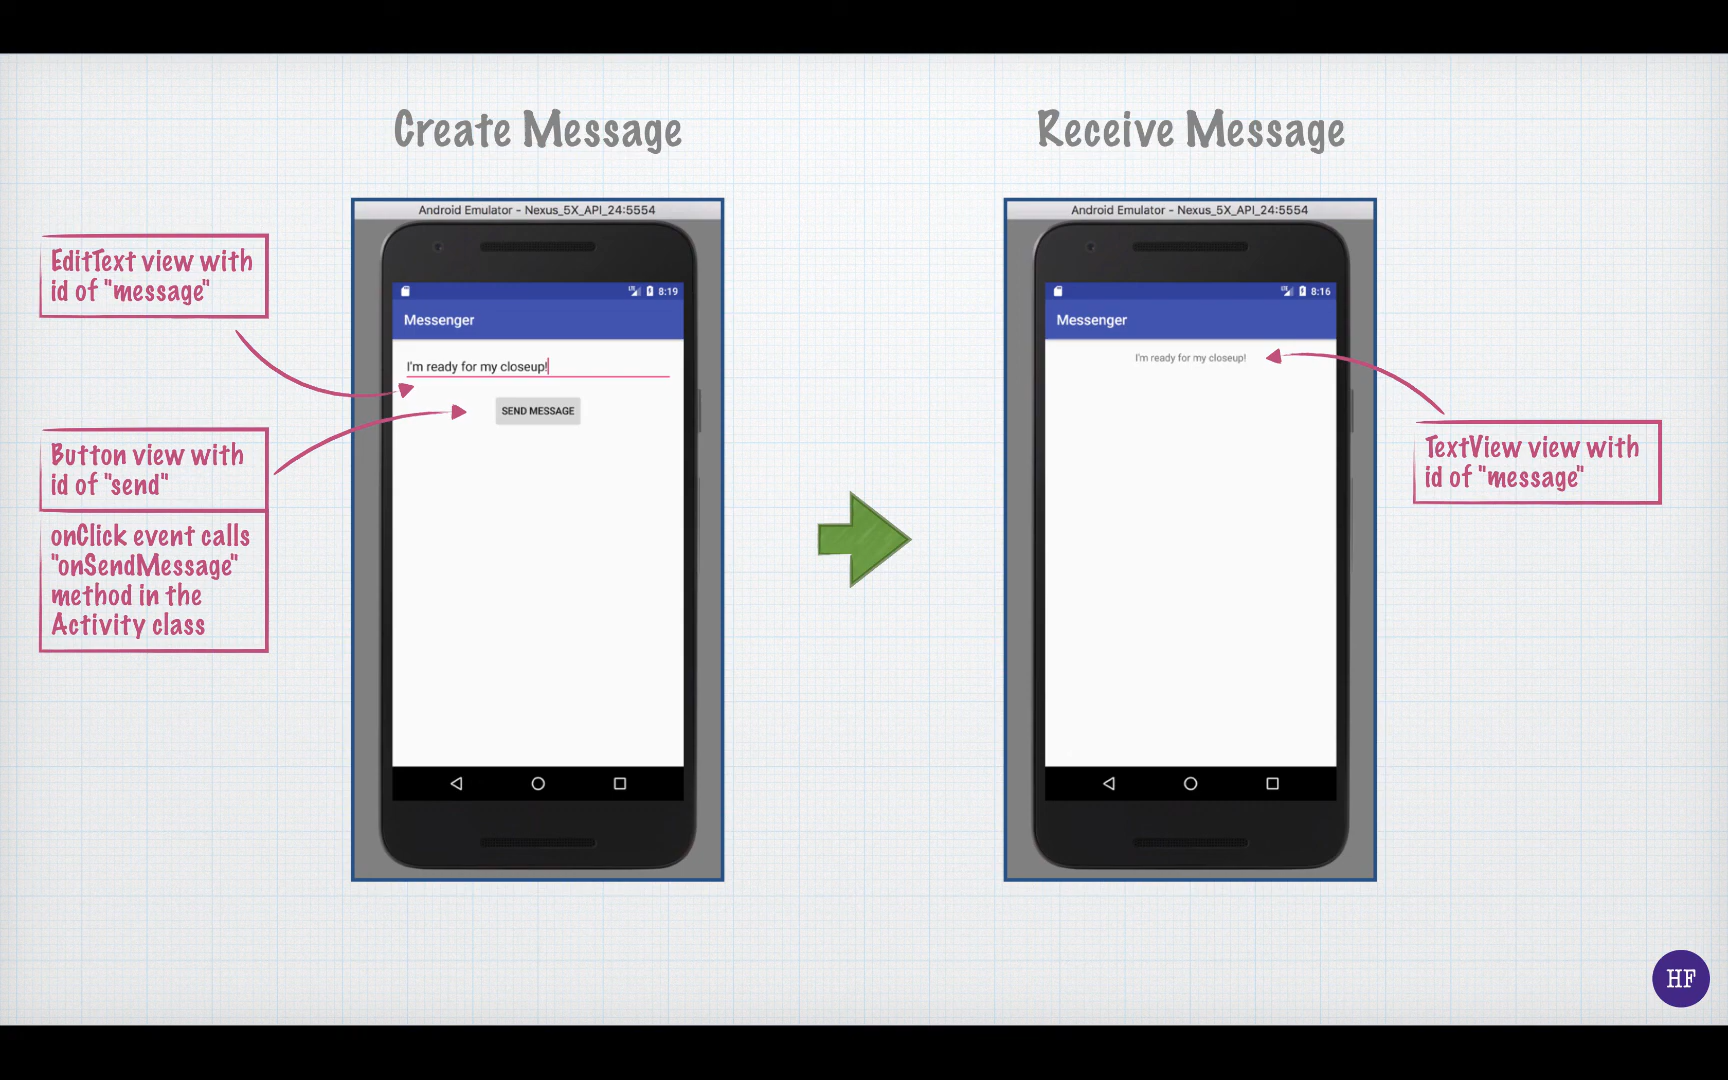 Create Message
Receive Message
Android Emulator - Nexus_5X_API_24:5554
Android Emulator - Nexus_5X_API_24:5554
EditText view with
id of "message"
LTE
8:19
Messenger
I'm ready for my closeup!
SEND MESSAGE
Button view with
id of "send"
onClick event calls
"onSendMessage"
method in the
Activity class
LTE
8:16
Messenger
I'm ready for my closeup!
TextView view with
id of "message"
HF